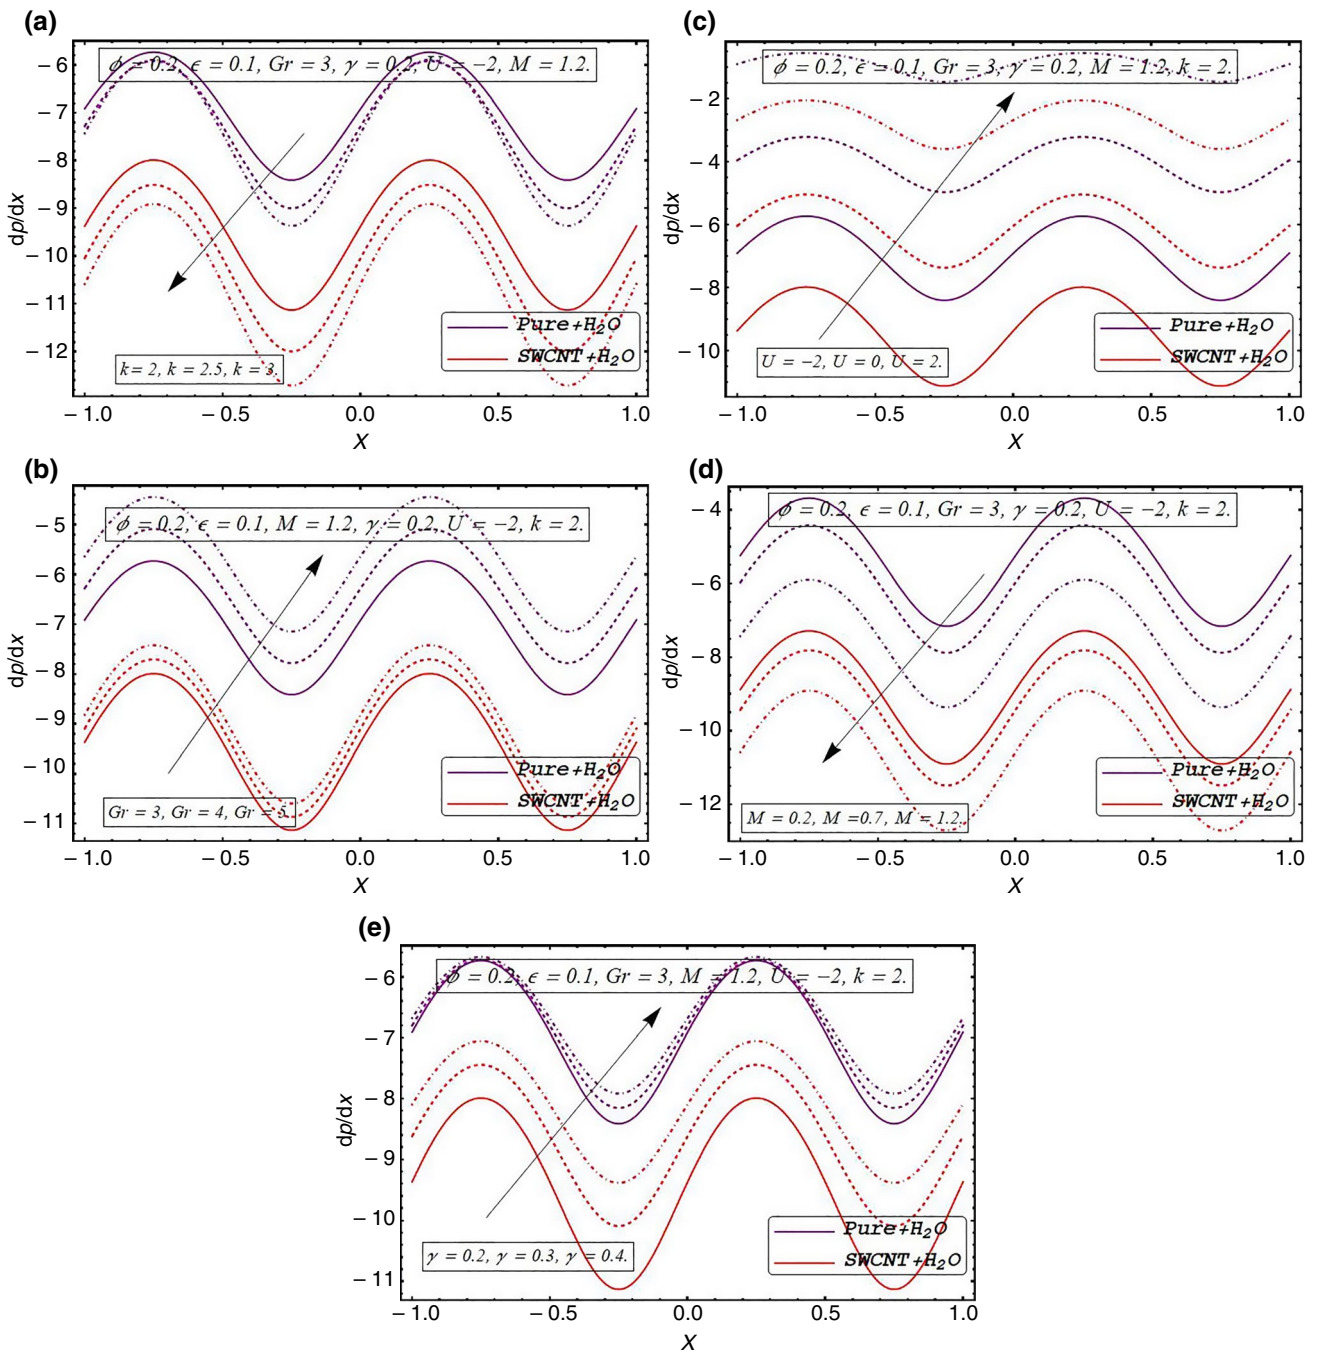 (a)
ϕ = 0.2, ϵ = 0.1, Gr = 3, γ = 0.2, U = −2, M = 1.2.
−6
−7
−8
−9
−10
−11
−12
dp/dx
Pure+H₂O
SWCNT+H₂O
k= 2, k = 2.5, k = 3.
−1.0 −0.5 0.0 0.5 1.0
X
(c)
ϕ = 0.2, ϵ = 0.1, Gr = 3, γ = 0.2, M = 1.2, k = 2.
−2
−4
−6
−8
−10
dp/dx
Pure+H₂O
SWCNT+H₂O
U = −2, U = 0, U = 2.
−1.0 −0.5 0.0 0.5 1.0
X
(b)
ϕ = 0.2, ϵ = 0.1, M = 1.2, γ = 0.2, U = −2, k = 2.
−5
−6
−7
−8
−9
−10
−11
dp/dx
Pure+H₂O
SWCNT+H₂O
Gr = 3, Gr = 4, Gr = 5.
−1.0 −0.5 0.0 0.5 1.0
X
(d)
ϕ = 0.2, ϵ = 0.1, Gr = 3, γ = 0.2, U = −2, k = 2.
−4
−6
−8
−10
−12
dp/dx
Pure+H₂O
SWCNT+H₂O
M = 0.2, M =0.7, M = 1.2.
−1.0 −0.5 0.0 0.5 1.0
X
(e)
ϕ = 0.2, ϵ = 0.1, Gr = 3, M = 1.2, U = −2, k = 2.
−6
−7
−8
−9
−10
−11
dp/dx
Pure+H₂O
SWCNT+H₂O
γ = 0.2, γ = 0.3, γ = 0.4.
−1.0 −0.5 0.0 0.5 1.0
X